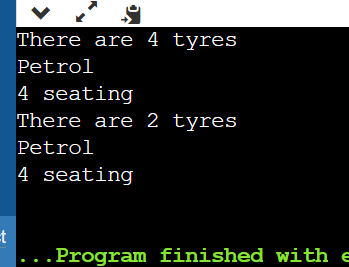 There are 4 tyres
Petrol
4 seating
There are 2 tyres
Petrol
4 seating
...Program finished with